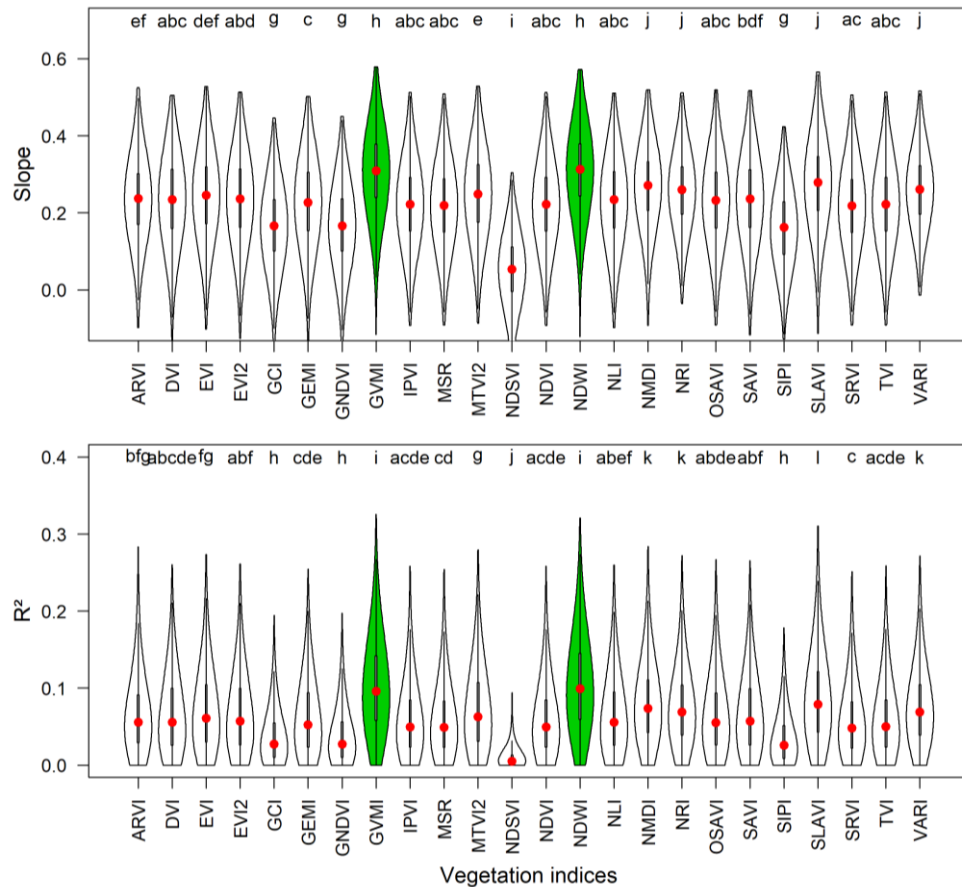 ef abc def abd g c g h abc abc e i abc h abc j j abc bdf g j ac abc j
Slope
0.6
0.4
0.2
0.0
ARVI DVI EVI EVI2 GCI GEMI GNDVI GVMI IPVI MSR MTVI2 NDSVI NDVI NDWI NLI NMDI NRI OSAVI SAVI SIPI SLAVI SRVI TVI VARI
bfg abcde fg abf h cde h i acde cd g j acde i abef k k abde abf h l c acde k
R²
0.4
0.3
0.2
0.1
0.0
ARVI DVI EVI EVI2 GCI GEMI GNDVI GVMI IPVI MSR MTVI2 NDSVI NDVI NDWI NLI NMDI NRI OSAVI SAVI SIPI SLAVI SRVI TVI VARI
Vegetation indices